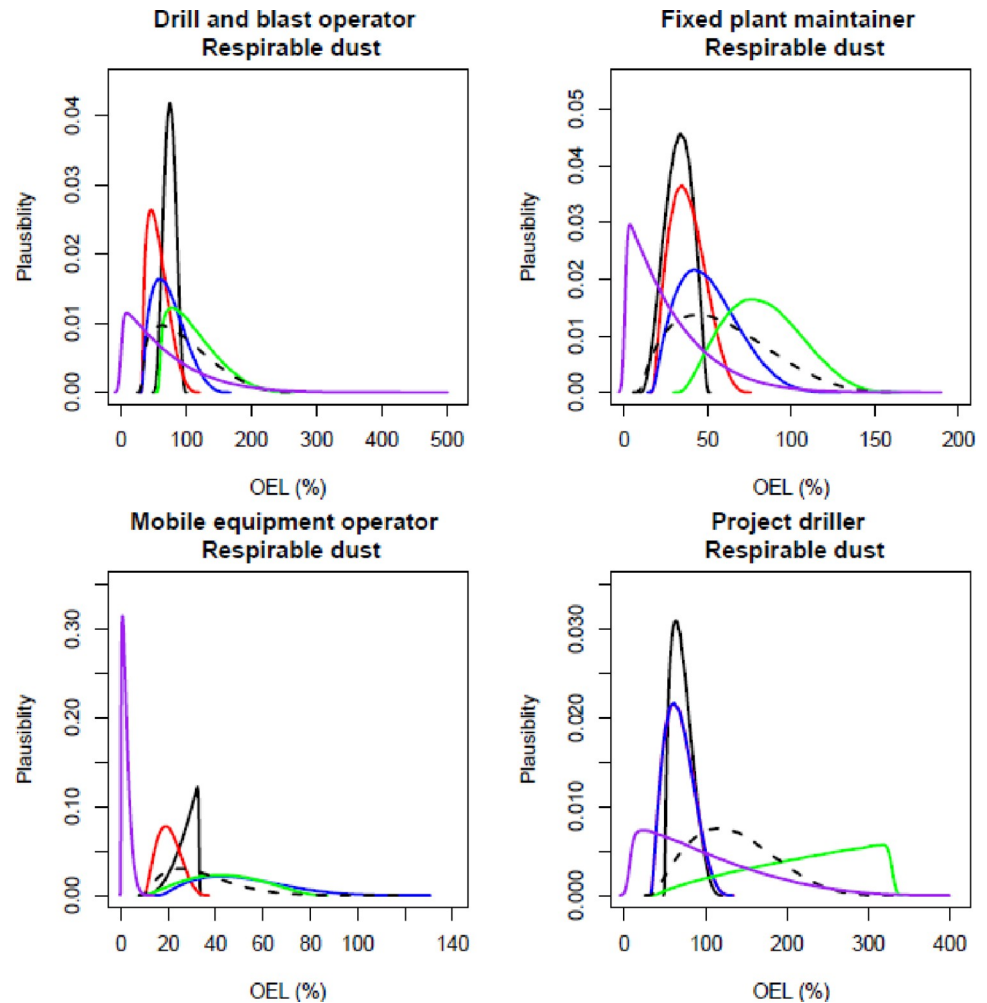 Drill and blast operator
Respirable dust
Plausiblity
0.00 0.01 0.02 0.03 0.04
0 100 200 300 400 500
OEL (%)
Fixed plant maintainer
Respirable dust
Plausiblity
0.00 0.01 0.02 0.03 0.04 0.05
0 50 100 150 200
OEL (%)
Mobile equipment operator
Respirable dust
Plausiblity
0.00 0.10 0.20 0.30
0 20 40 60 80 100 140
OEL (%)
Project driller
Respirable dust
Plausiblity
0.000 0.010 0.020 0.030
0 100 200 300 400
OEL (%)